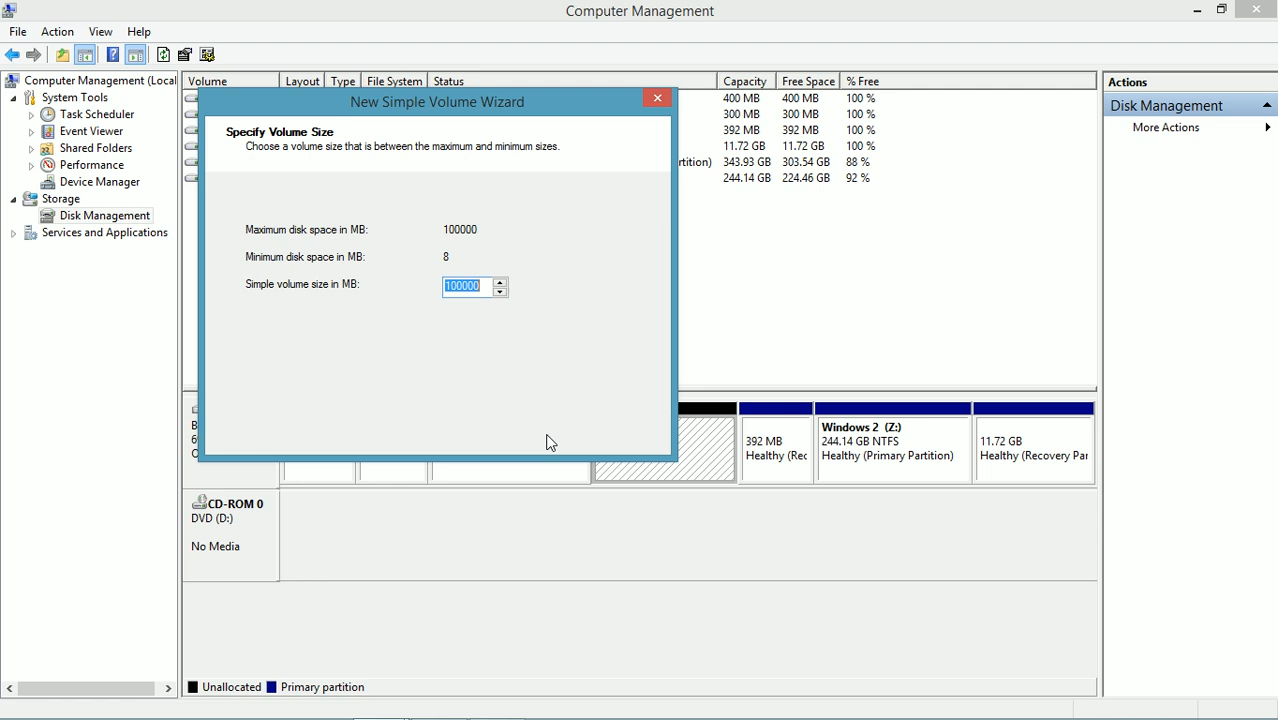 Computer Management
File Action View Help
Computer Management (Local
System Tools
Task Scheduler
Event Viewer
Shared Folders
Performance
Device Manager
Storage
Disk Management
Services and Applications
Volume Layout Type File System Status Capacity Free Space % Free
400 MB 400 MB 100 %
300 MB 300 MB 100 %
392 MB 392 MB 100 %
11.72 GB 11.72 GB 100 %
rtition) 343.93 GB 303.54 GB 88 %
244.14 GB 224.46 GB 92 %
New Simple Volume Wizard
Specify Volume Size
Choose a volume size that is between the maximum and minimum sizes.
Maximum disk space in MB: 100000
Minimum disk space in MB: 8
Simple volume size in MB: 100000
392 MB
Healthy (Rec
Windows 2 (Z:)
244.14 GB NTFS
Healthy (Primary Partition)
11.72 GB
Healthy (Recovery Par
CD-ROM 0
DVD (D:)
No Media
Unallocated Primary partition
Actions
Disk Management
More Actions